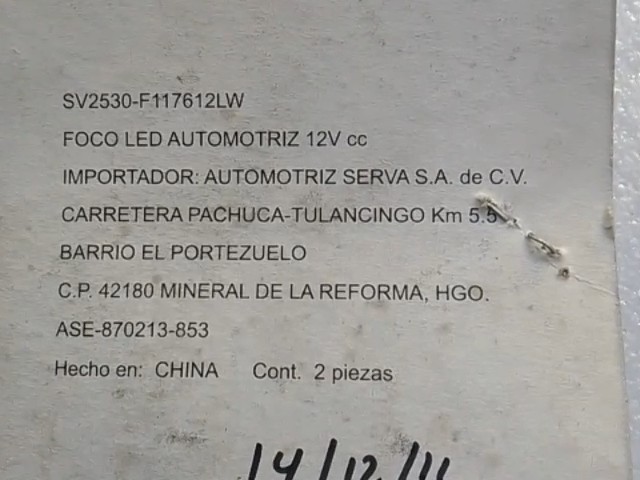 SV2530-F117612LW
FOCO LED AUTOMOTRIZ 12V cc
IMPORTADOR: AUTOMOTRIZ SERVA S.A. de C.V.
CARRETERA PACHUCA-TULANCINGO Km 5.5
BARRIO EL PORTEZUELO
C.P. 42180 MINERAL DE LA REFORMA, HGO.
ASE-870213-853
Hecho en: CHINA Cont. 2 piezas
14/12/11